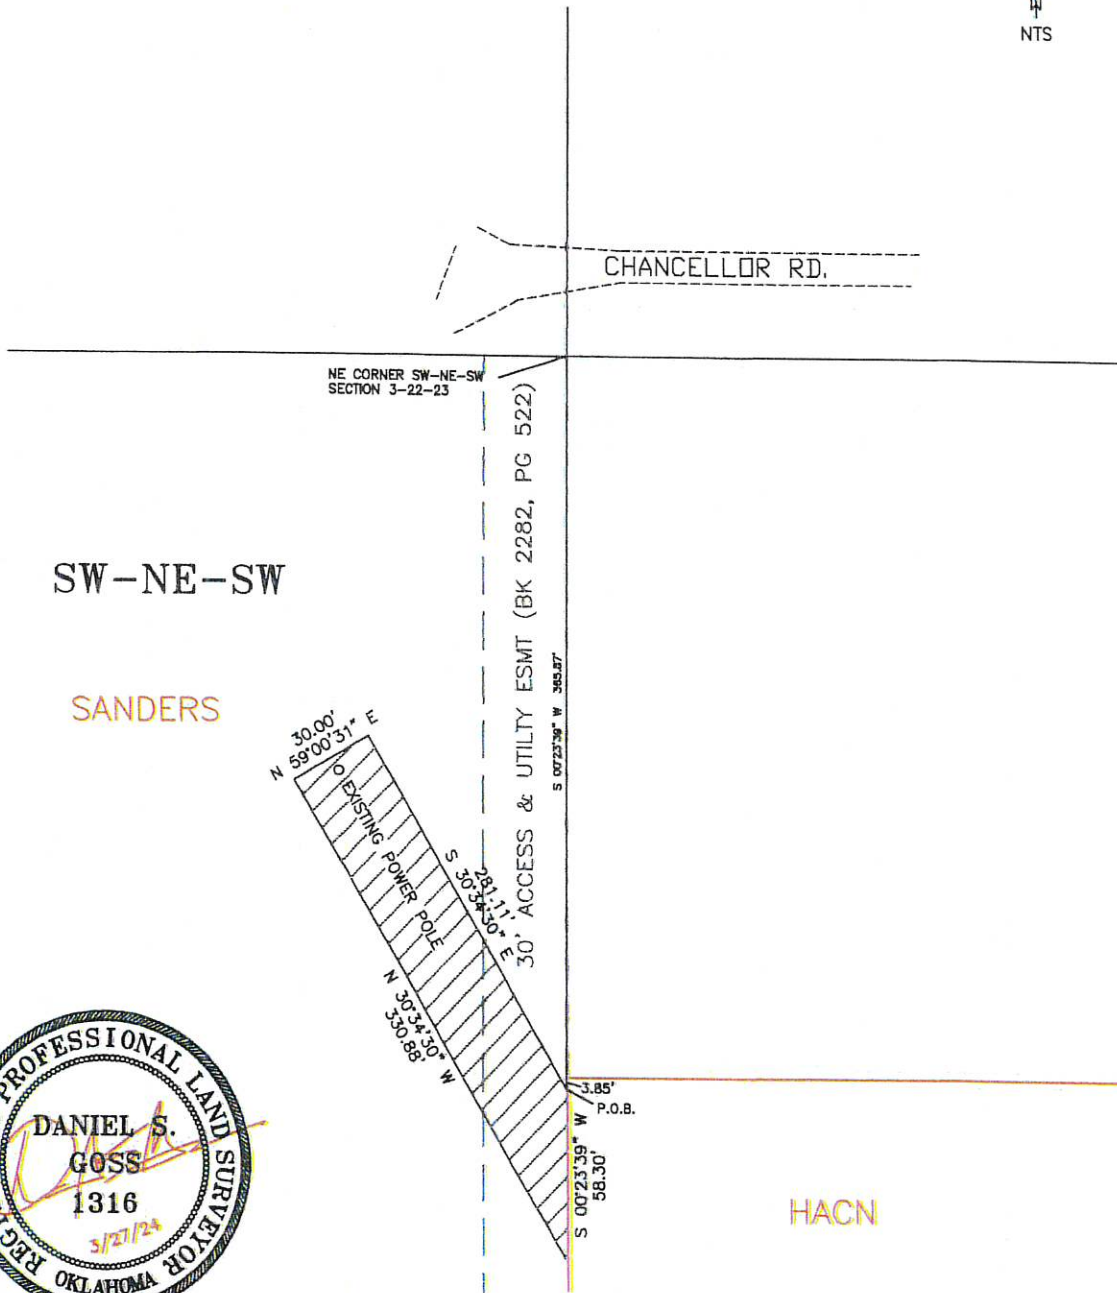 NTS
CHANCELLOR RD.
NE CORNER SW-NE-SW
SECTION 3-22-23
30' ACCESS & UTILTY ESMT (BK 2282, PG 522)
SW-NE-SW
S 00°23'39" W 365.87'
SANDERS
30.00'
N 59°00'31" E
EXISTING POWER POLE
281.11'
S 30°34'30" E
N 30°34'30" W
330.88'
3.85'
P.O.B.
S 00°23'39" W
58.30'
HACN
PROFESSIONAL LAND SURVEYOR
DANIEL S.
GOSS
1316
3/27/24
OKLAHOMA